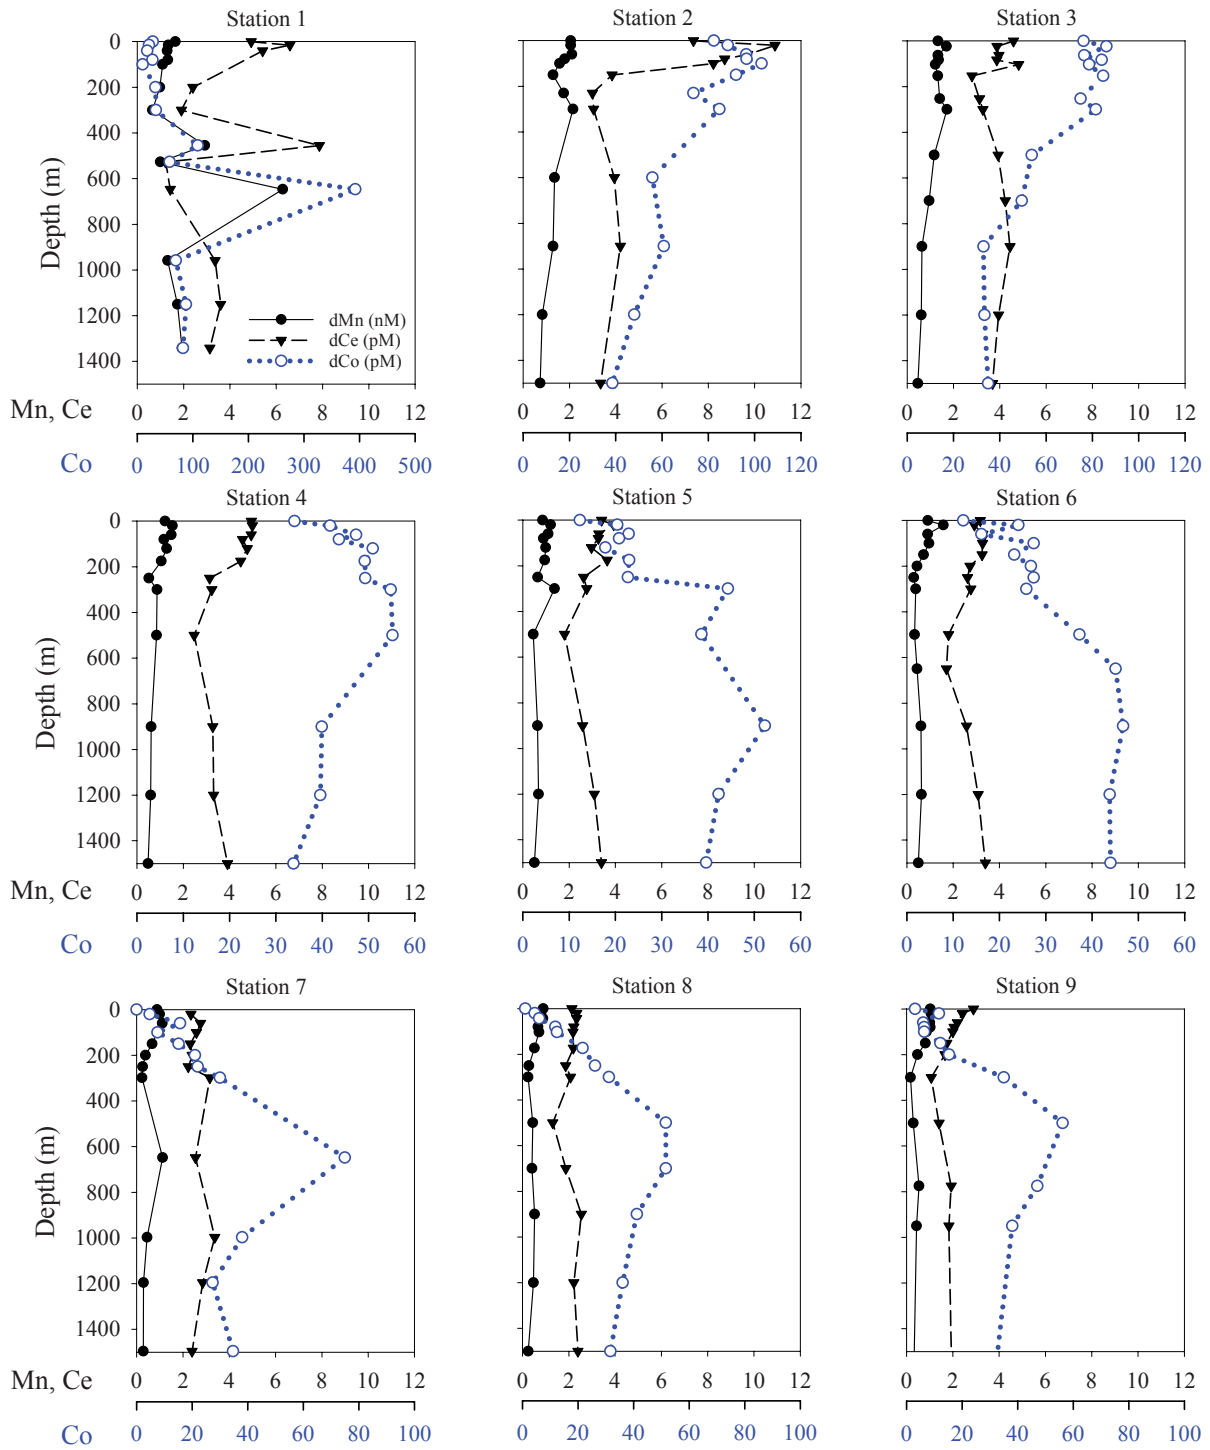 Station 1 Station 2 Station 3
0
200
400
600
800
1000
1200
1400
Depth (m)
dMn (nM)
dCe (pM)
dCo (pM)
Mn, Ce 0 2 4 6 8 10 12 0 2 4 6 8 10 12 0 2 4 6 8 10 12
Co 0 100 200 300 400 500 0 20 40 60 80 100 120 0 20 40 60 80 100 120
Station 4 Station 5 Station 6
0
200
400
600
800
1000
1200
1400
Depth (m)
Mn, Ce 0 2 4 6 8 10 12 0 2 4 6 8 10 12 0 2 4 6 8 10 12
Co 0 10 20 30 40 50 60 0 10 20 30 40 50 60 0 10 20 30 40 50 60
Station 7 Station 8 Station 9
0
200
400
600
800
1000
1200
1400
Depth (m)
Mn, Ce 0 2 4 6 8 10 12 0 2 4 6 8 10 12 0 2 4 6 8 10 12
Co 0 20 40 60 80 100 0 20 40 60 80 100 0 20 40 60 80 100